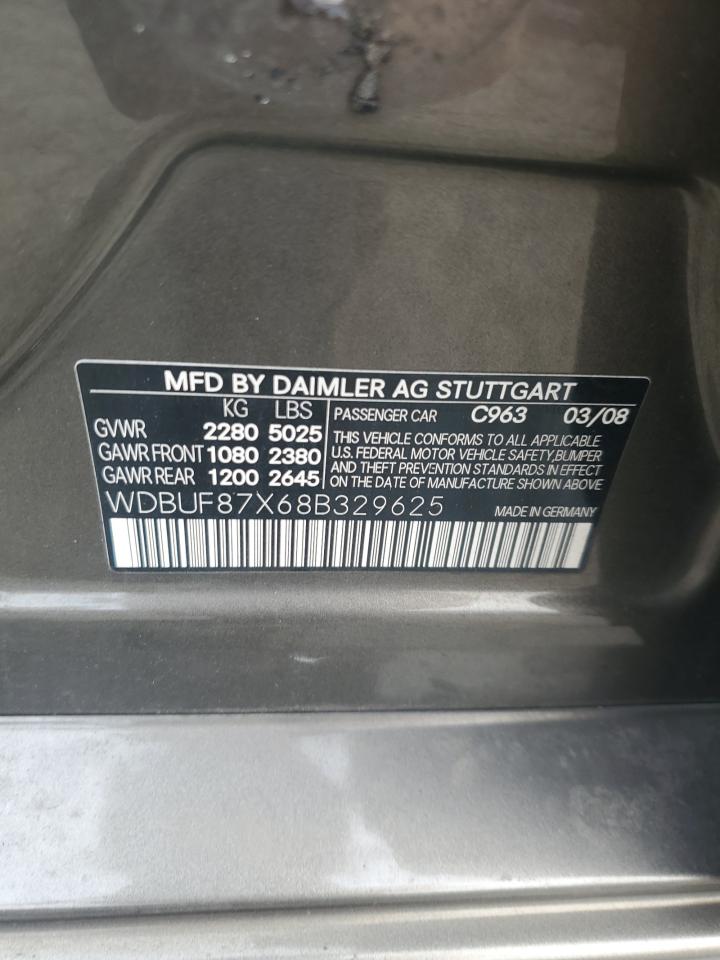 MFD BY DAIMLER AG STUTTGART
KG LBS
GVWR 2280 5025
GAWR FRONT 1080 2380
GAWR REAR 1200 2645
PASSENGER CAR C963 03/08
THIS VEHICLE CONFORMS TO ALL APPLICABLE
U.S. FEDERAL MOTOR VEHICLE SAFETY,BUMPER
AND THEFT PREVENTION STANDARDS IN EFFECT
ON THE DATE OF MANUFACTURE SHOWN ABOVE.
WDBUF87X68B329625
MADE IN GERMANY